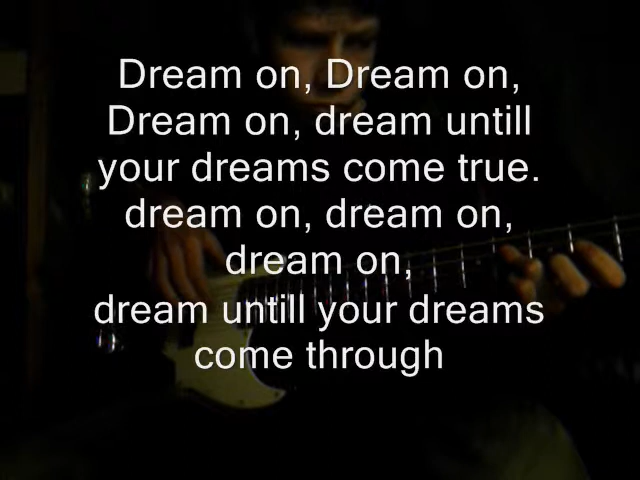 Dream on, Dream on,
Dream on, dream untill
your dreams come true.
dream on, dream on,
dream on,
dream untill your dreams
come through